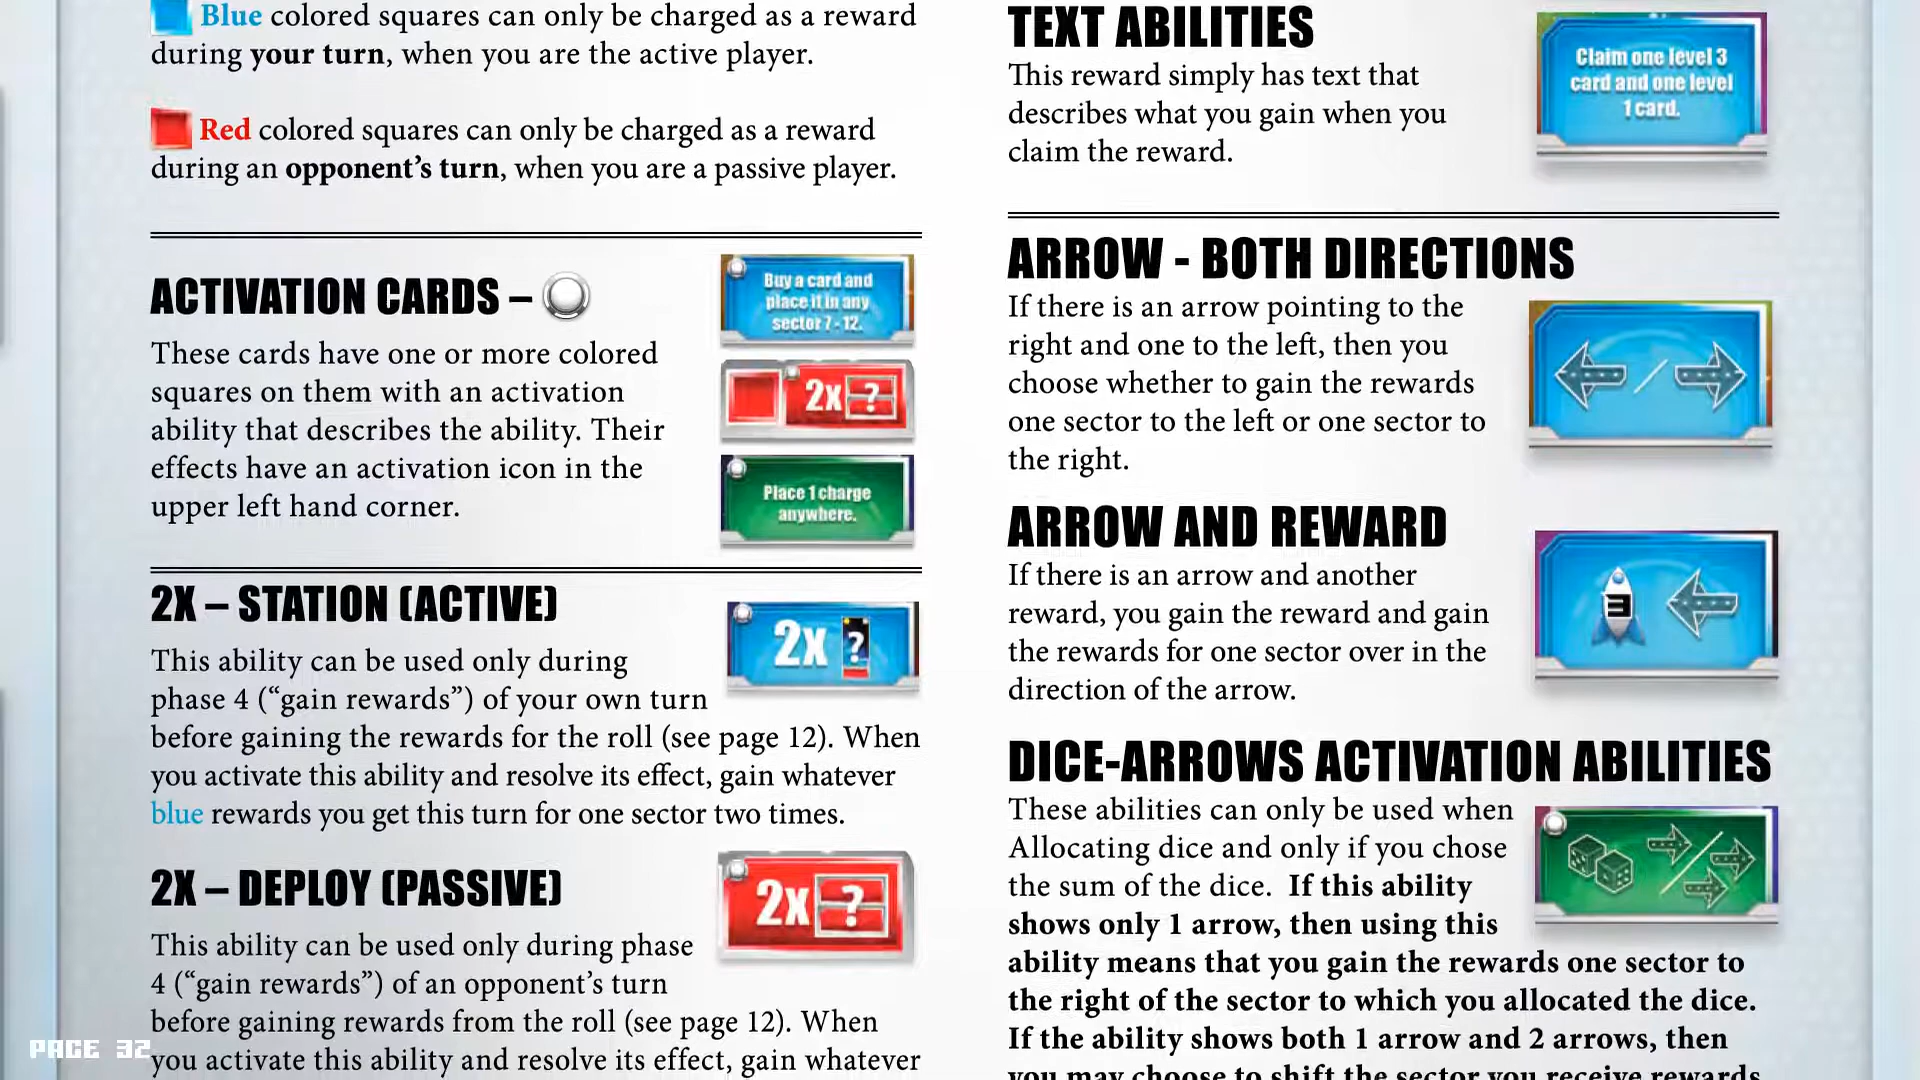 Blue colored squares can only be charged as a reward
during your turn, when you are the active player.
Red colored squares can only be charged as a reward
during an opponent's turn, when you are a passive player.
ACTIVATION CARDS –
These cards have one or more colored
squares on them with an activation
ability that describes the ability. Their
effects have an activation icon in the
upper left hand corner.
Buy a card and
place it in any
sector 7 - 12.
2x ?
Place 1 charge
anywhere.
2X – STATION (ACTIVE)
This ability can be used only during
phase 4 (“gain rewards”) of your own turn
before gaining the rewards for the roll (see page 12). When
you activate this ability and resolve its effect, gain whatever
blue rewards you get this turn for one sector two times.
2x ?
2X – DEPLOY (PASSIVE)
This ability can be used only during phase
4 (“gain rewards”) of an opponent's turn
before gaining rewards from the roll (see page 12). When
you activate this ability and resolve its effect, gain whatever
2x ?
PAGE 32
TEXT ABILITIES
This reward simply has text that
describes what you gain when you
claim the reward.
Claim one level 3
card and one level
1 card.
ARROW - BOTH DIRECTIONS
If there is an arrow pointing to the
right and one to the left, then you
choose whether to gain the rewards
one sector to the left or one sector to
the right.
ARROW AND REWARD
If there is an arrow and another
reward, you gain the reward and gain
the rewards for one sector over in the
direction of the arrow.
3
DICE-ARROWS ACTIVATION ABILITIES
These abilities can only be used when
Allocating dice and only if you chose
the sum of the dice. If this ability
shows only 1 arrow, then using this
ability means that you gain the rewards one sector to
the right of the sector to which you allocated the dice.
If the ability shows both 1 arrow and 2 arrows, then
you may choose to shift the sector you receive rewards